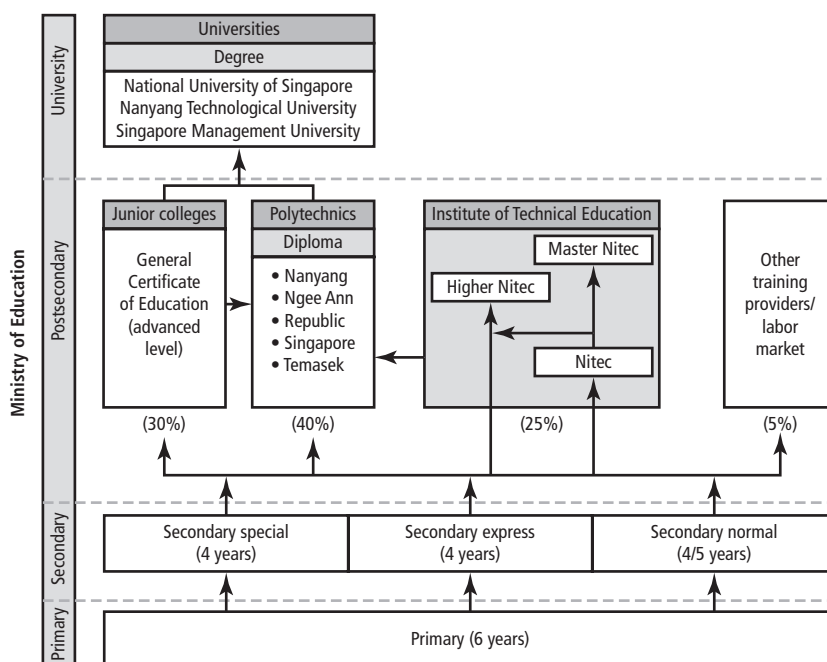 Ministry of Education
University
Universities
Degree
National University of Singapore
Nanyang Technological University
Singapore Management University
Postsecondary
Junior colleges
General
Certificate
of Education
(advanced
level)
(30%)
Polytechnics
Diploma
• Nanyang
• Ngee Ann
• Republic
• Singapore
• Temasek
(40%)
Institute of Technical Education
Master Nitec
Higher Nitec
Nitec
(25%)
Other
training
providers/
labor
market
(5%)
Secondary
Secondary special
(4 years)
Secondary express
(4 years)
Secondary normal
(4/5 years)
Primary
Primary (6 years)